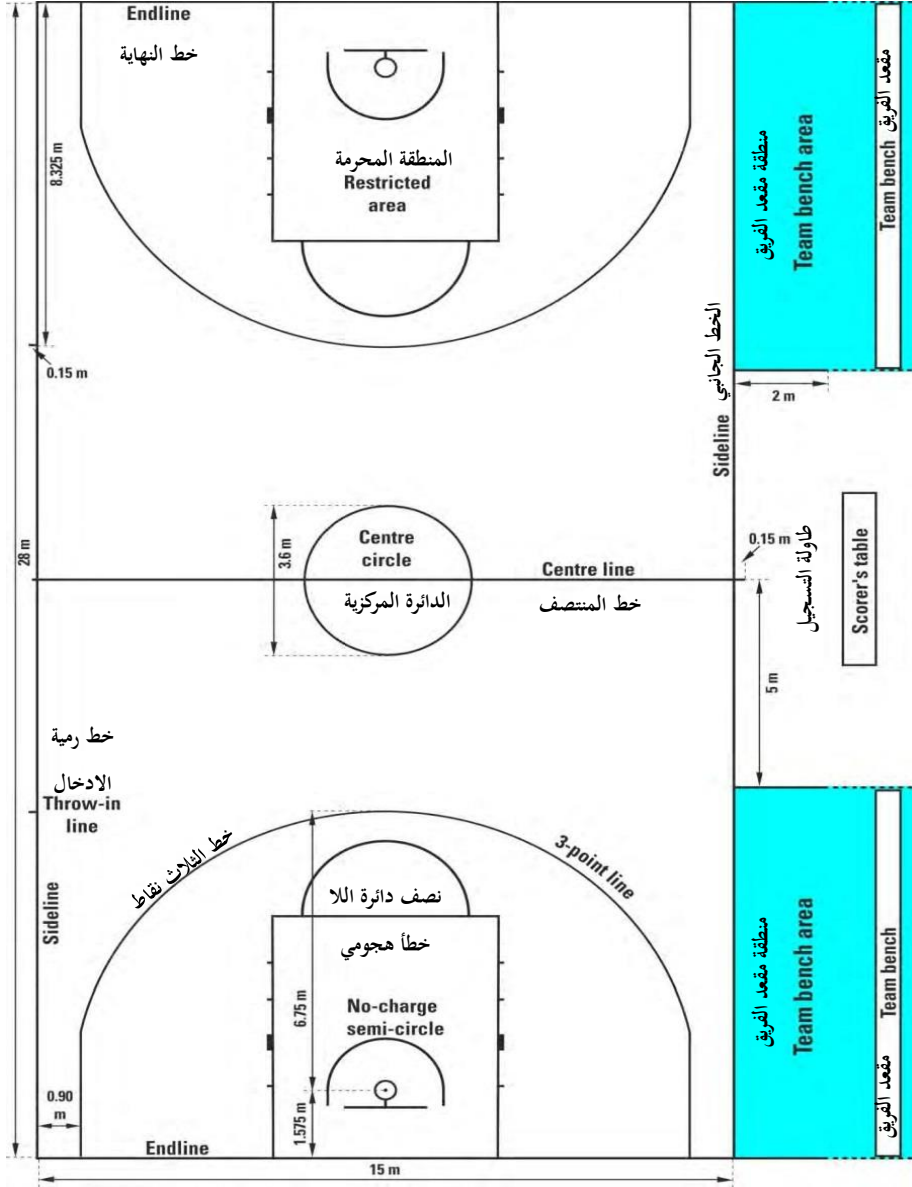 Endline
خط النهاية
8.325 m
المنطقة المحرمة
Restricted
area
منطقة مقعد الفريق
Team bench area
Team bench مقعد الفريق
0.15 m
الخط الجانبي
Sideline
2 m
28 m
3.6 m
Centre
circle
الدائرة المركزية
Centre line
خط المنتصف
0.15 m
طاولة التسجيل
Scorer's table
5 m
خط رمية
الادخال
Throw-in
line
خط الثلاث نقاط
3-point line
Sideline
نصف دائرة اللا
خطأ هجومي
6.75 m
No-charge
semi-circle
منطقة مقعد الفريق
Team bench area
مقعد الفريق Team bench
0.90
m
1.575 m
Endline
15 m